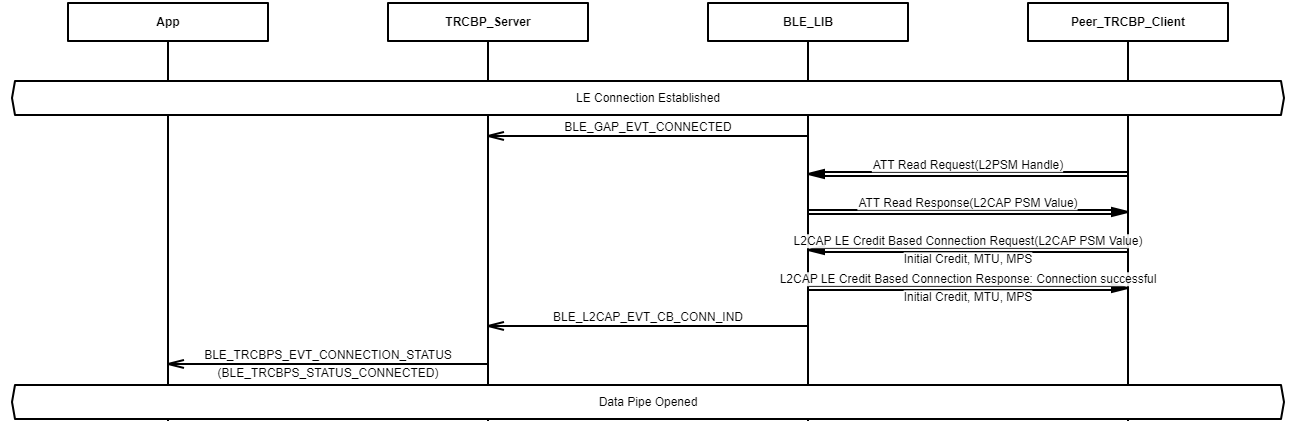 App
TRCBP_Server
BLE_LIB
Peer_TRCBP_Client
LE Connection Established
BLE_GAP_EVT_CONNECTED
ATT Read Request(L2PSM Handle)
ATT Read Response(L2CAP PSM Value)
L2CAP LE Credit Based Connection Request(L2CAP PSM Value)
Initial Credit, MTU, MPS
L2CAP LE Credit Based Connection Response: Connection successful
Initial Credit, MTU, MPS
BLE_L2CAP_EVT_CB_CONN_IND
BLE_TRCBPS_EVT_CONNECTION_STATUS
(BLE_TRCBPS_STATUS_CONNECTED)
Data Pipe Opened